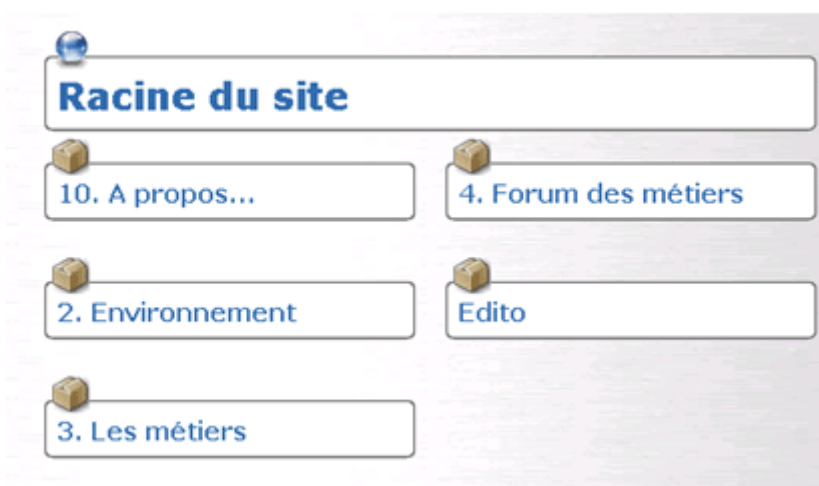 Racine du site
10. A propos...
4. Forum des métiers
2. Environnement
Edito
3. Les métiers